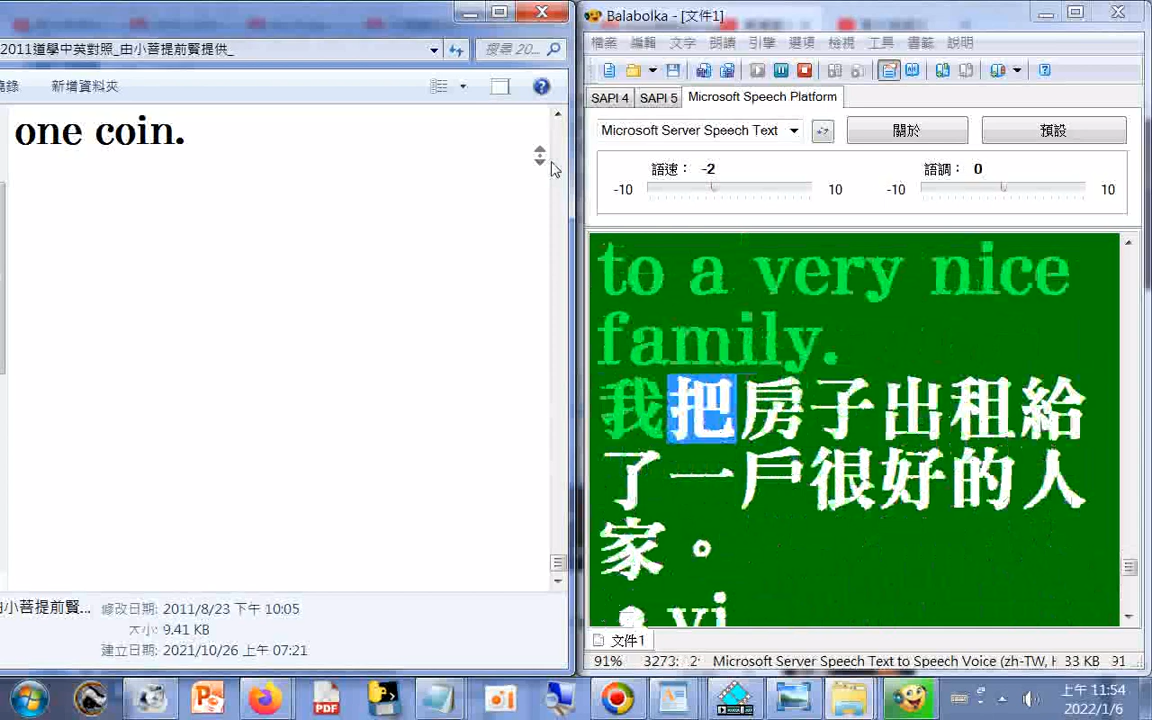 2011道學中英對照_由小菩提前賢提供_
搜尋 20...
燒錄
新增資料夾
one coin.
由小菩提前賢...
修改日期: 2011/8/23 下午 10:05
大小: 9.41 KB
建立日期: 2021/10/26 上午 07:21
Balabolka - [文件1]
檔案 編輯 文字 朗讀 引擎 選項 檢視 工具 書籤 說明
SAPI 4 SAPI 5 Microsoft Speech Platform
Microsoft Server Speech Text
關於
預設
語速： -2
-10 10
語調： 0
-10 10
to a very nice
family.
我把房子出租給
了一戶很好的人
家。
vi
文件1
91% 3273: 2 Microsoft Server Speech Text to Speech Voice (zh-TW, H 33 KB 91
PDF
上午 11:54
2022/1/6